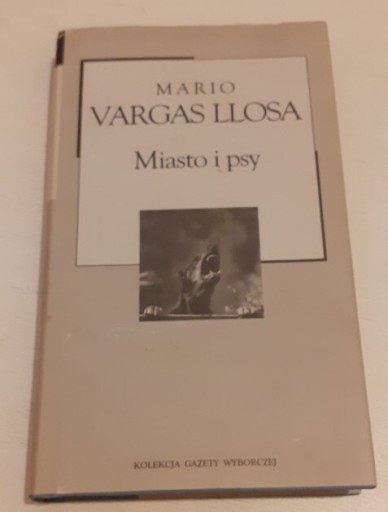 MARIO
VARGAS LLOSA
Miasto i psy
KOLEKCJA GAZETY WYBORCZEJ